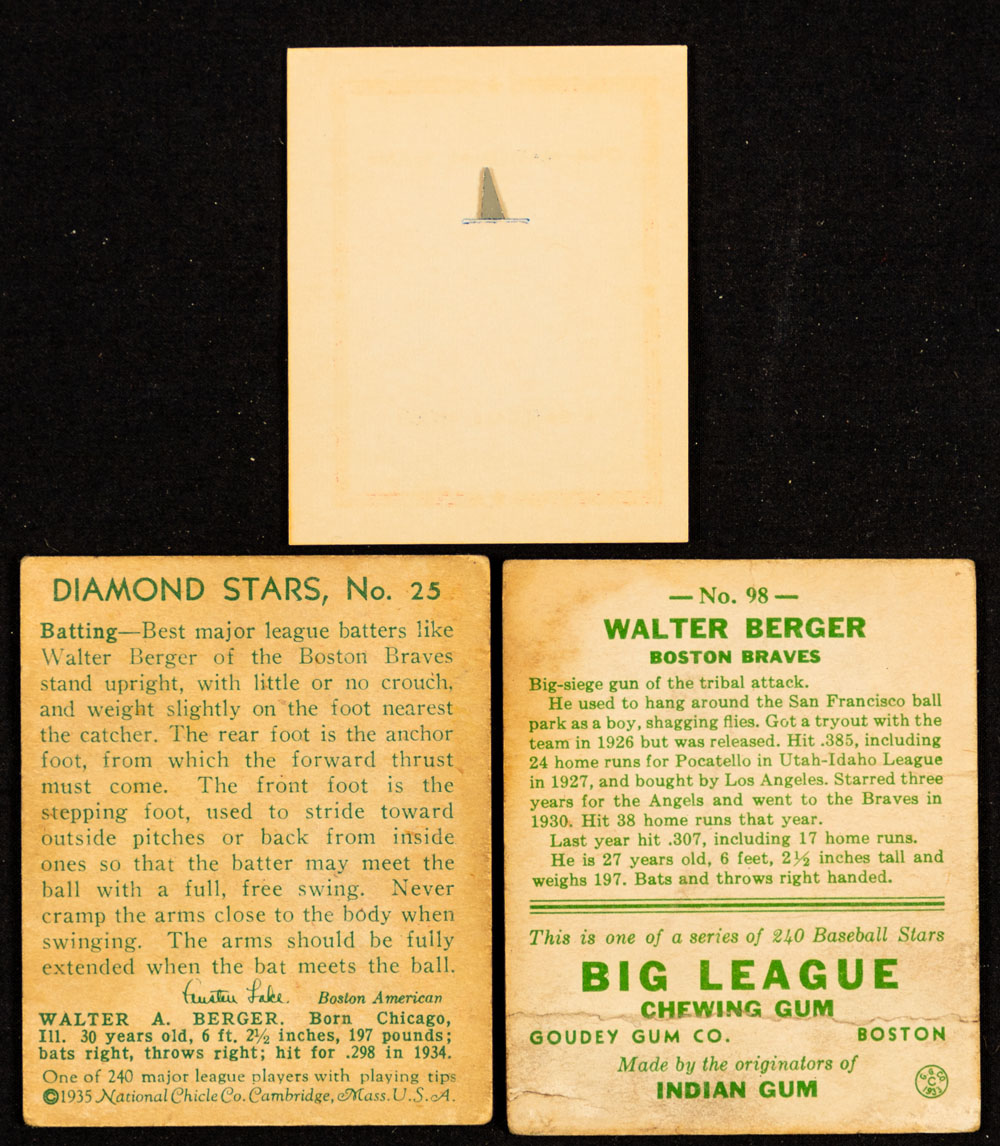 DIAMOND STARS, No. 25
Batting—Best major league batters like
Walter Berger of the Boston Braves
stand upright, with little or no crouch,
and weight slightly on the foot nearest
the catcher. The rear foot is the anchor
foot, from which the forward thrust
must come. The front foot is the
stepping foot, used to stride toward
outside pitches or back from inside
ones so that the batter may meet the
ball with a full, free swing. Never
cramp the arms close to the body when
swinging. The arms should be fully
extended when the bat meets the ball.
Austen Lake. Boston American
WALTER A. BERGER. Born Chicago,
Ill. 30 years old, 6 ft. 2½ inches, 197 pounds;
bats right, throws right; hit for .298 in 1934.
One of 240 major league players with playing tips
©1935 National Chicle Co. Cambridge, Mass. U.S.A.
— No. 98 —
WALTER BERGER
BOSTON BRAVES
Big-siege gun of the tribal attack.
He used to hang around the San Francisco ball
park as a boy, shagging flies. Got a tryout with the
team in 1926 but was released. Hit .385, including
24 home runs for Pocatello in Utah-Idaho League
in 1927, and bought by Los Angeles. Starred three
years for the Angels and went to the Braves in
1930. Hit 38 home runs that year.
Last year hit .307, including 17 home runs.
He is 27 years old, 6 feet, 2½ inches tall and
weighs 197. Bats and throws right handed.
This is one of a series of 240 Baseball Stars
BIG LEAGUE
CHEWING GUM
GOUDEY GUM CO. BOSTON
Made by the originators of
INDIAN GUM
G. G. Co.
C